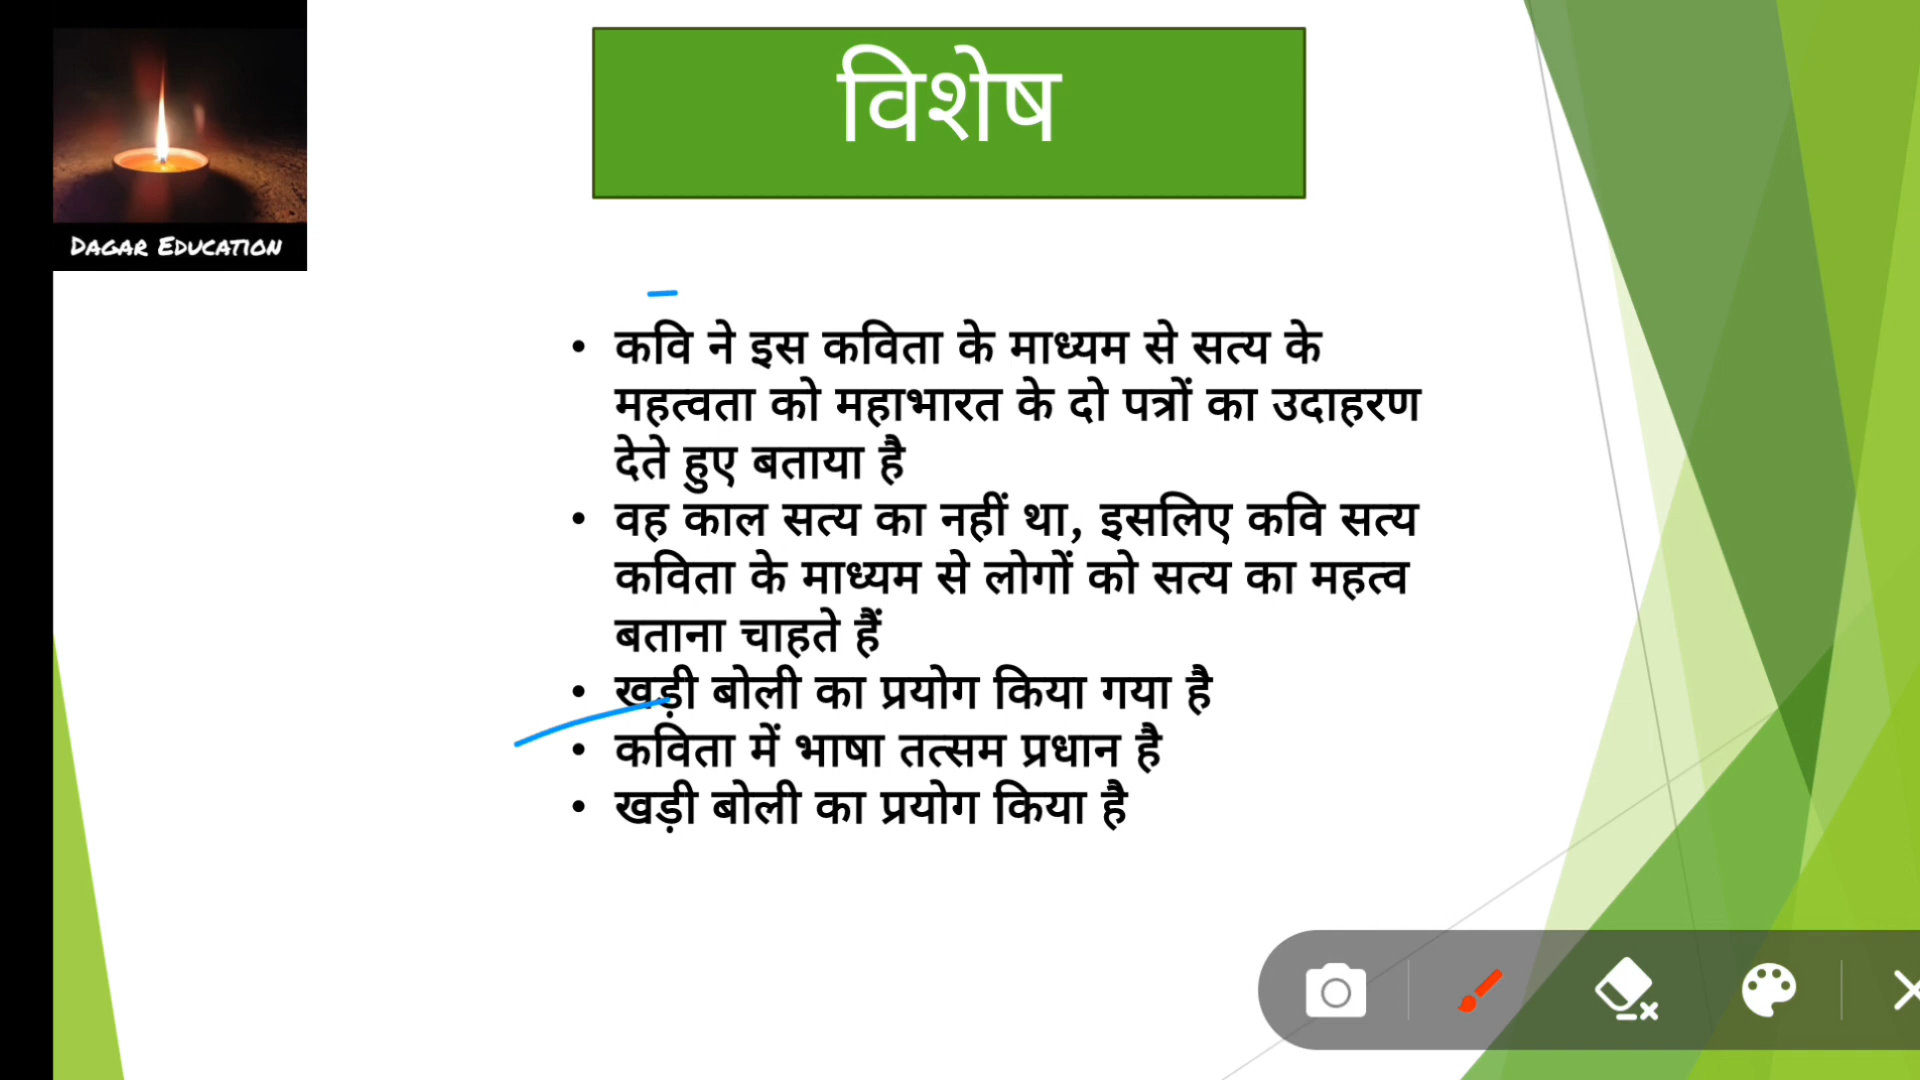 विशेष
DAGAR EDUCATION
• कवि ने इस कविता के माध्यम से सत्य के
महत्वता को महाभारत के दो पत्रों का उदाहरण
देते हुए बताया है
• वह काल सत्य का नहीं था, इसलिए कवि सत्य
कविता के माध्यम से लोगों को सत्य का महत्व
बताना चाहते हैं
• खड़ी बोली का प्रयोग किया गया है
• कविता में भाषा तत्सम प्रधान है
• खड़ी बोली का प्रयोग किया है